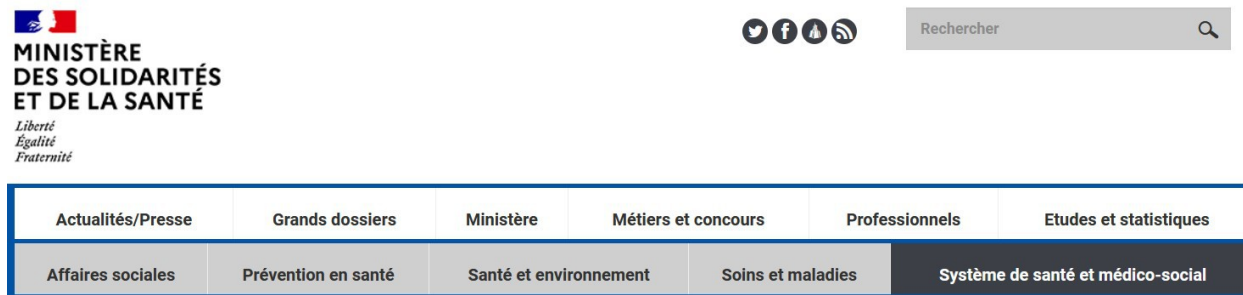 MINISTÈRE
DES SOLIDARITÉS
ET DE LA SANTÉ
Liberté
Égalité
Fraternité
Rechercher
Actualités/Presse Grands dossiers Ministère Métiers et concours Professionnels Etudes et statistiques
Affaires sociales Prévention en santé Santé et environnement Soins et maladies Système de santé et médico-social